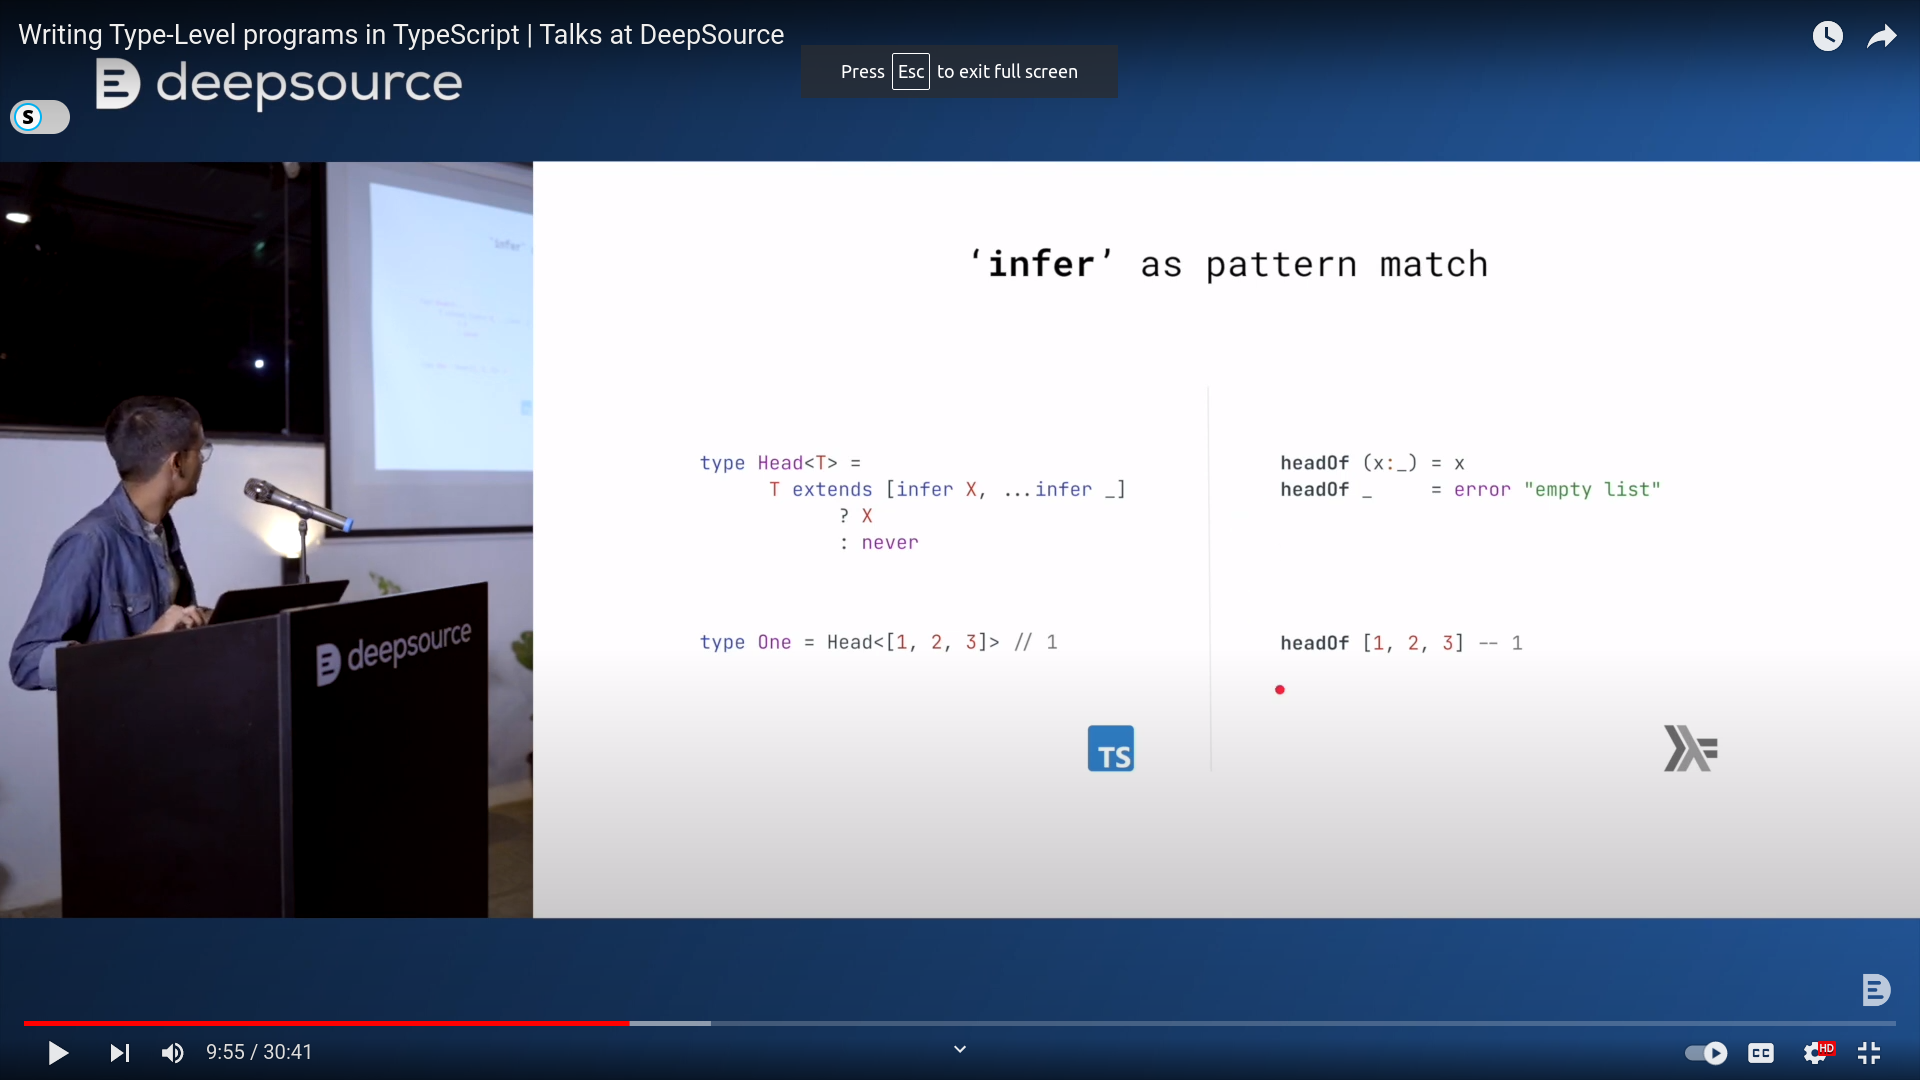 Writing Type-Level programs in TypeScript | Talks at DeepSource
Press Esc to exit full screen
deepsource
S
‘infer’ as pattern match
type Head<T> =
T extends [infer X, ...infer _]
? X
: never
type One = Head<[1, 2, 3]> // 1
TS
headOf (x:_) = x
headOf _ = error "empty list"
headOf [1, 2, 3] -- 1
deepsource
9:55 / 30:41
CC
HD